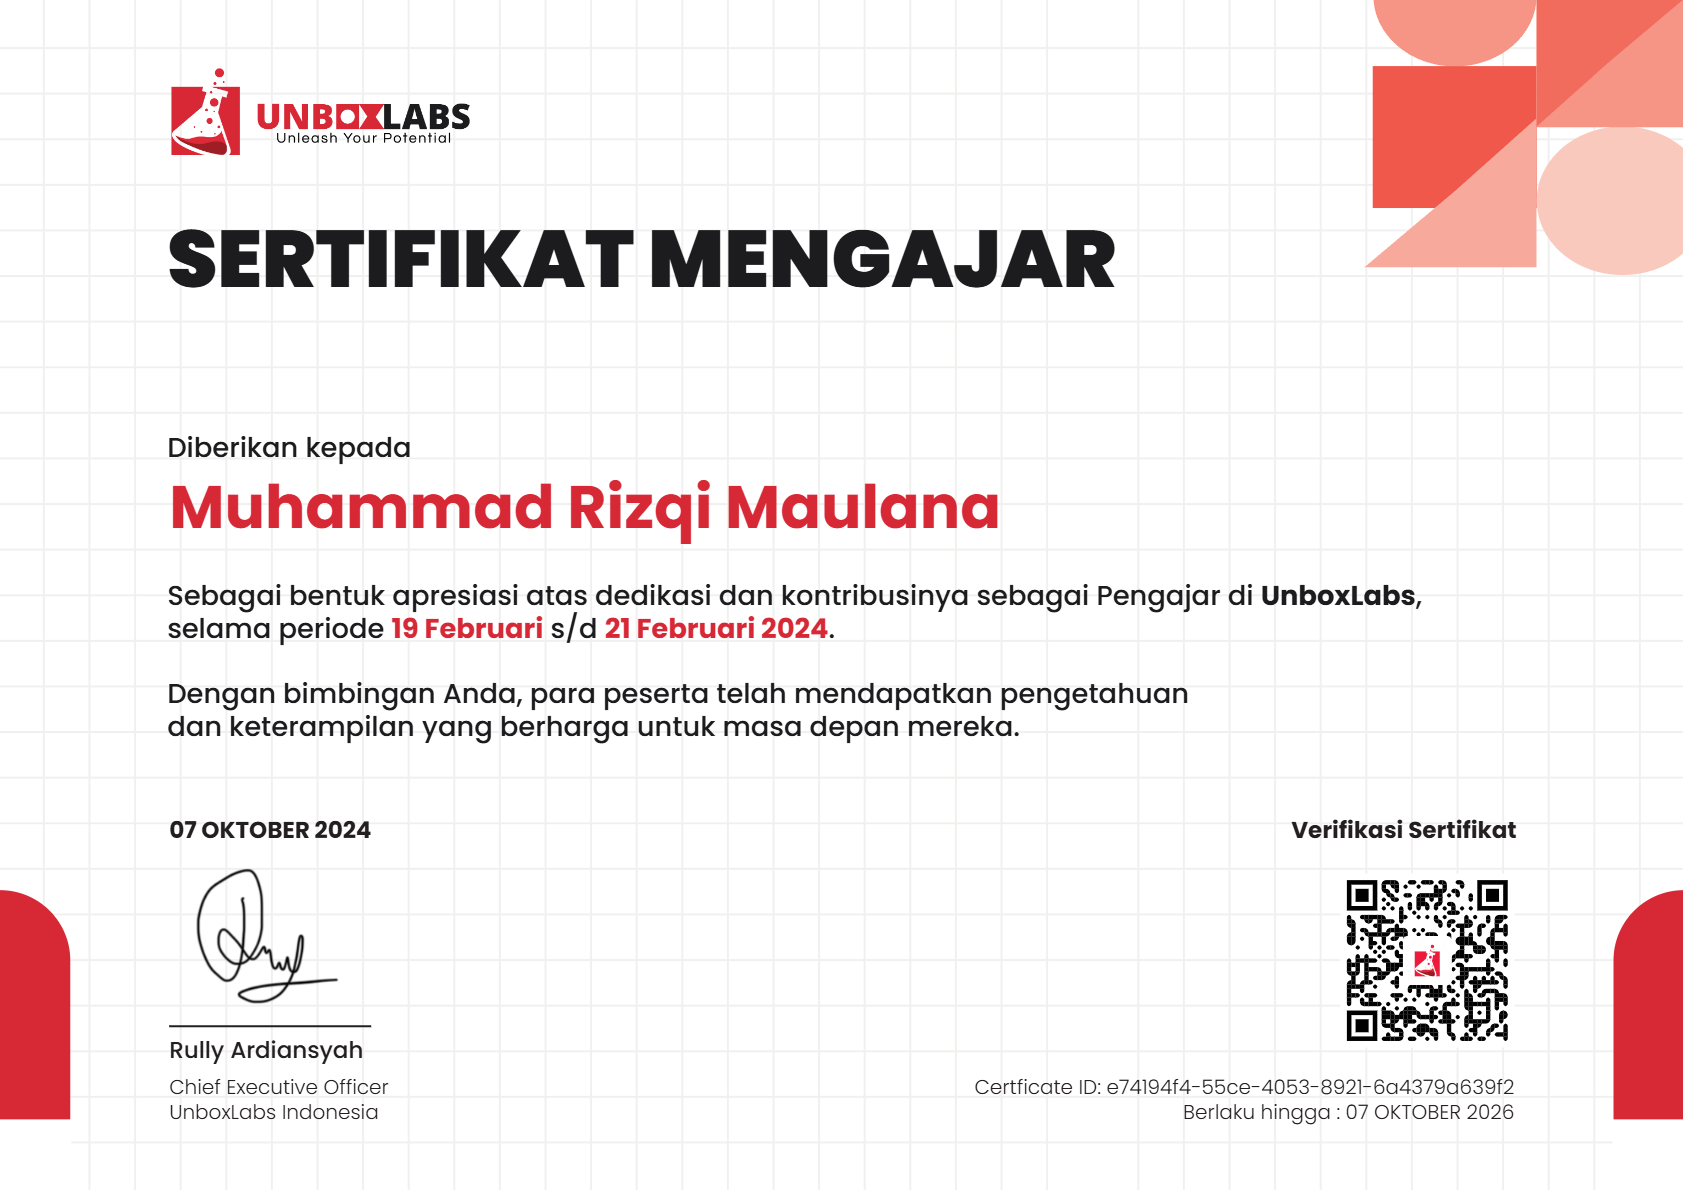 UNBOXLABS
Unleash Your Potential
SERTIFIKAT MENGAJAR
Diberikan kepada
Muhammad Rizqi Maulana
Sebagai bentuk apresiasi atas dedikasi dan kontribusinya sebagai Pengajar di UnboxLabs,
selama periode 19 Februari s/d 21 Februari 2024.
Dengan bimbingan Anda, para peserta telah mendapatkan pengetahuan
dan keterampilan yang berharga untuk masa depan mereka.
07 OKTOBER 2024
Rully Ardiansyah
Chief Executive Officer
UnboxLabs Indonesia
Verifikasi Sertifikat
Certficate ID: e74194f4-55ce-4053-8921-6a4379a639f2
Berlaku hingga : 07 OKTOBER 2026